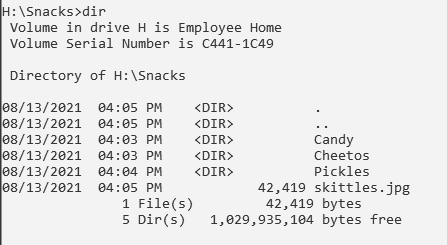 H:\Snacks>dir
 Volume in drive H is Employee Home
 Volume Serial Number is C441-1C49
 Directory of H:\Snacks
08/13/2021  04:05 PM    <DIR>          .
08/13/2021  04:05 PM    <DIR>          ..
08/13/2021  04:03 PM    <DIR>          Candy
08/13/2021  04:03 PM    <DIR>          Cheetos
08/13/2021  04:04 PM    <DIR>          Pickles
08/13/2021  04:05 PM            42,419 skittles.jpg
               1 File(s)         42,419 bytes
               5 Dir(s)  1,029,935,104 bytes free